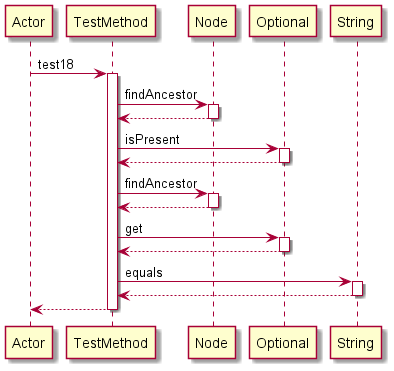 Actor TestMethod Node Optional String
test18
findAncestor
isPresent
findAncestor
get
equals
Actor TestMethod Node Optional String